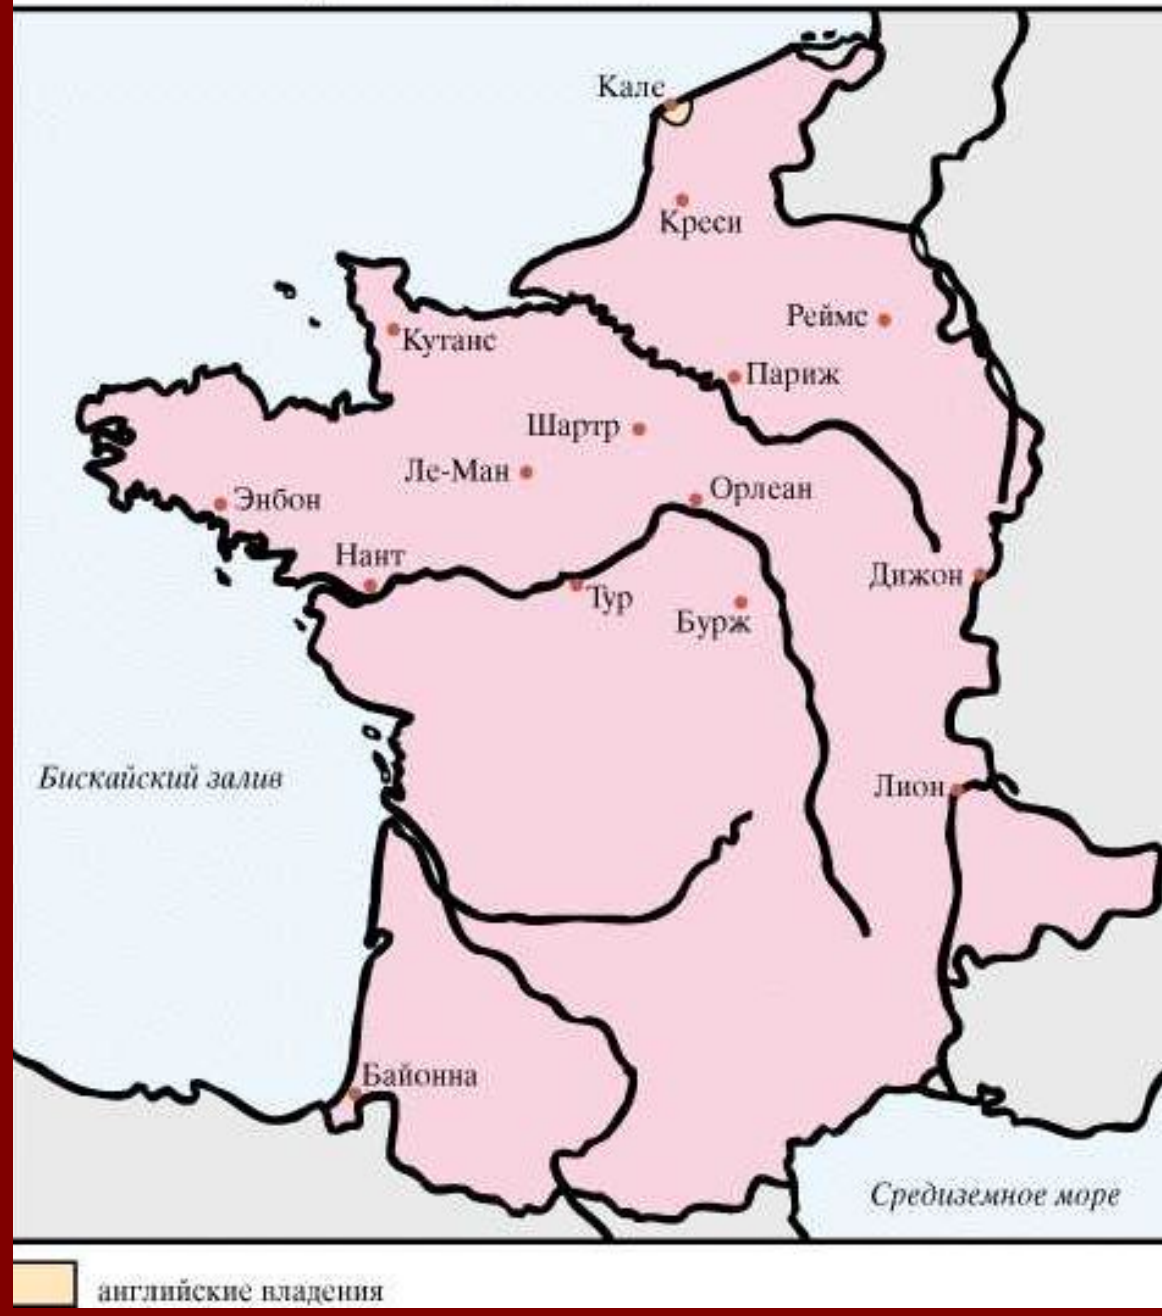 Кале
Креси
Реймс
Кутанс
Париж
Шартр
Ле-Ман
Орлеан
Энбон
Нант
Дижон
Тур
Бурж
Бискайский залив
Лион
Байонна
Средиземное море
английские владения